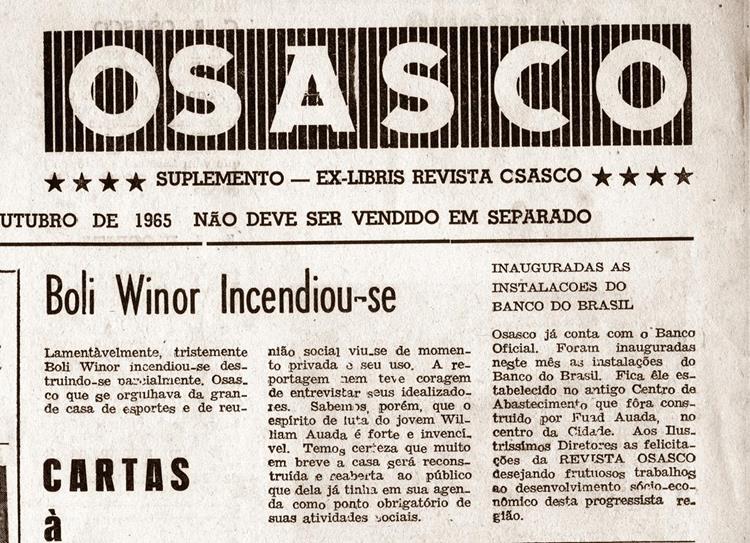 OSASCO
★★★★ SUPLEMENTO — EX-LIBRIS REVISTA CSASCO ★★★★
UTUBRO DE 1965 NÃO DEVE SER VENDIDO EM SEPARADO
Boli Winor Incendiou-se
Lamentàvelmente, tristemente
Boli Winor incendiou-se des-
truindo-se parcialmente. Osas-
co que se orgulhava da gran-
de casa de esportes e de reu-
nião social viu-se de momen-
to privada o seu uso. A re-
portagem nem teve coragem
de entrevistar seus idealizado-
res. Sabemos, porém, que o
espírito de luta do jovem Wil-
liam Auada é forte e invencí-
vel. Temos certeza que muito
em breve a casa será recons-
truída e reaberta ao público
que dela já tinha em sua agen-
da como ponto obrigatório de
suas atividades sociais.
INAUGURADAS AS
INSTALACOES DO
BANCO DO BRASIL
Osasco já conta com o Banco
Oficial. Foram inauguradas
neste mês as instalações do
Banco do Brasil. Fica êle es-
tabelecido no antigo Centro de
Abastecimento que fôra cons-
truido por Fuad Auada, no
centro da Cidade. Aos Ilus-
tríssimos Diretores as felicita-
ções da REVISTA OSASCO
desejando frutuosos trabalhos
ao desenvolvimento sócio-eco-
nômico desta progressista re-
gião.
CARTAS
à